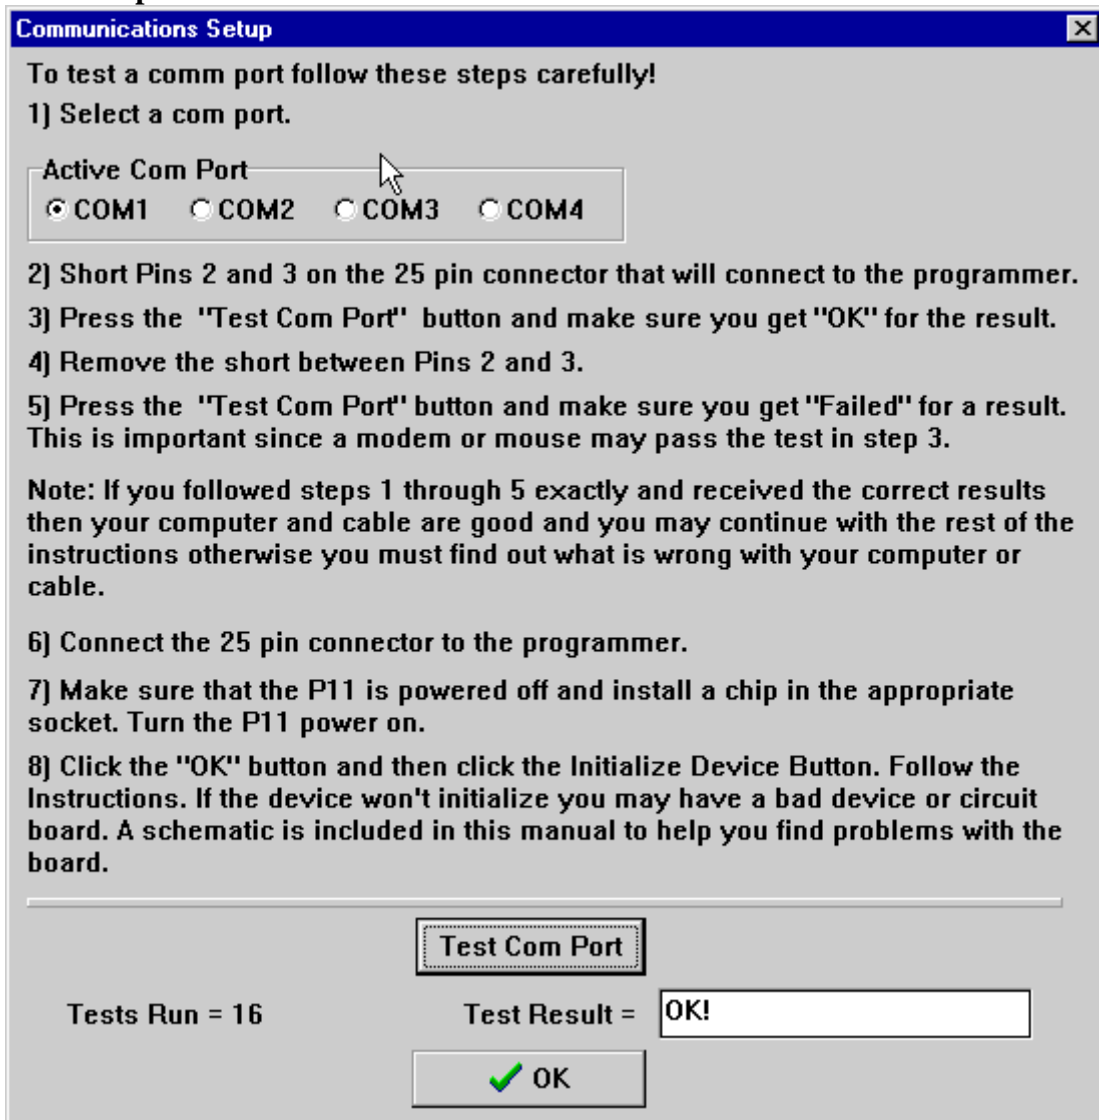 Communications Setup
To test a comm port follow these steps carefully!
1) Select a com port.
Active Com Port
COM1 COM2 COM3 COM4
2) Short Pins 2 and 3 on the 25 pin connector that will connect to the programmer.
3) Press the "Test Com Port" button and make sure you get "OK" for the result.
4) Remove the short between Pins 2 and 3.
5) Press the "Test Com Port" button and make sure you get "Failed" for a result.
This is important since a modem or mouse may pass the test in step 3.
Note: If you followed steps 1 through 5 exactly and received the correct results
then your computer and cable are good and you may continue with the rest of the
instructions otherwise you must find out what is wrong with your computer or
cable.
6) Connect the 25 pin connector to the programmer.
7) Make sure that the P11 is powered off and install a chip in the appropriate
socket. Turn the P11 power on.
8) Click the "OK" button and then click the Initialize Device Button. Follow the
Instructions. If the device won't initialize you may have a bad device or circuit
board. A schematic is included in this manual to help you find problems with the
board.
Test Com Port
Tests Run = 16 Test Result = OK!
OK